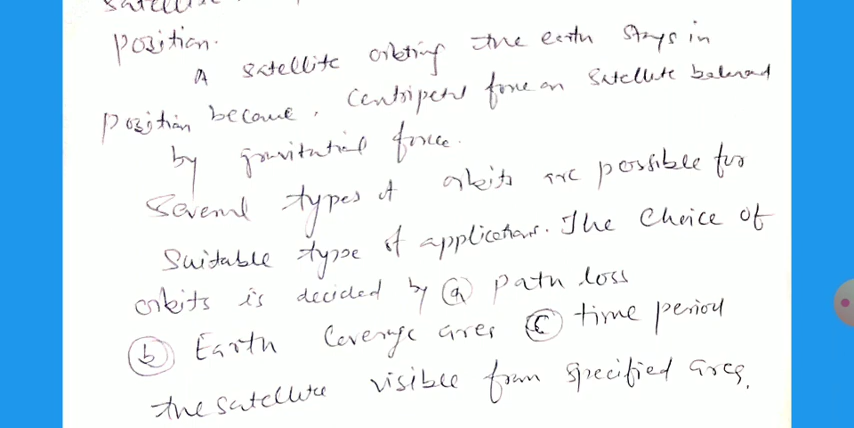 Satellite
position.
A satellite orbiting the earth stays in
position because, centripetal force on satellite balanced
by gravitational force.
Several types of orbits are possible for
suitable type of applications. The choice of
orbits is decided by (a) path loss
(b) Earth Coverage area (c) time period
the satellite visible from specified area.